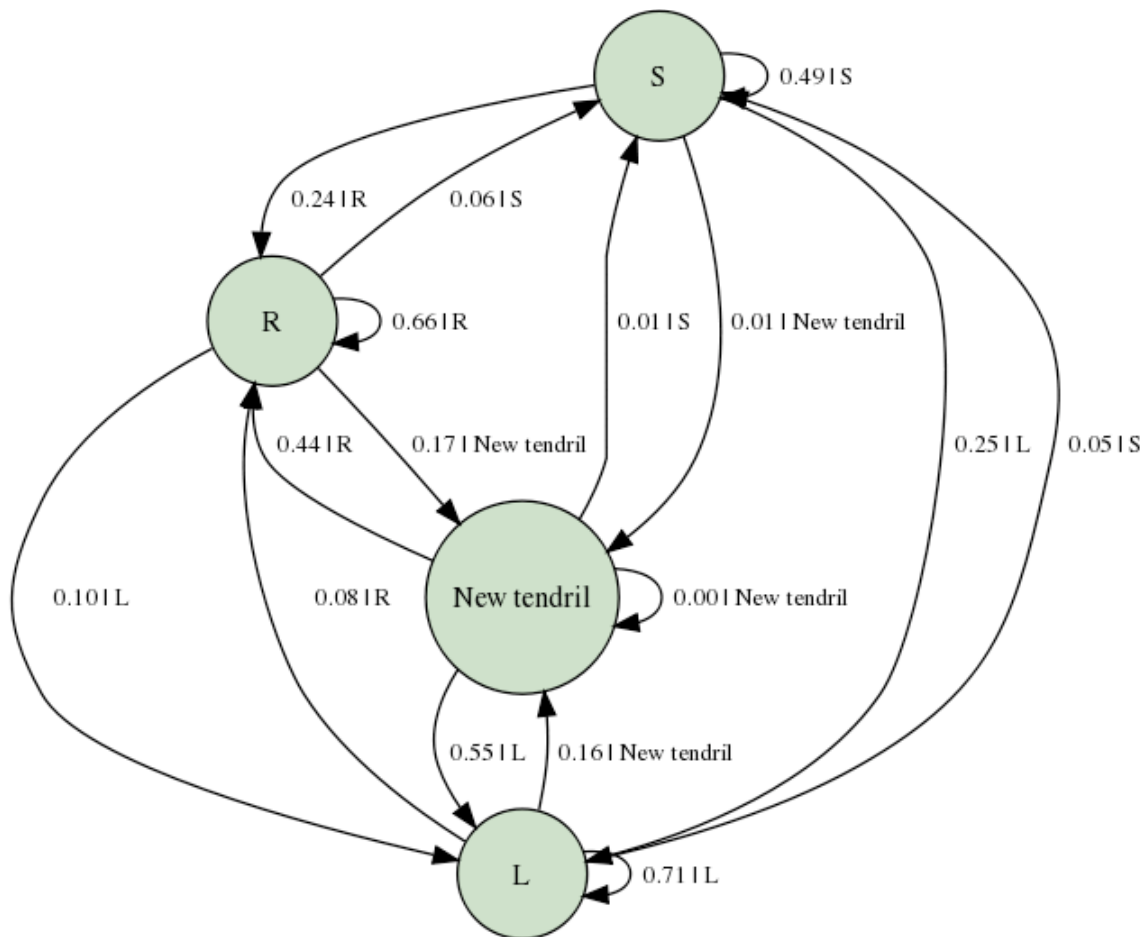 S
0.49 | S
0.24 | R
0.06 | S
R
0.66 | R
0.01 | S
0.01 | New tendril
0.44 | R
0.17 | New tendril
0.25 | L
0.05 | S
0.10 | L
0.08 | R
New tendril
0.00 | New tendril
0.55 | L
0.16 | New tendril
L
0.71 | L